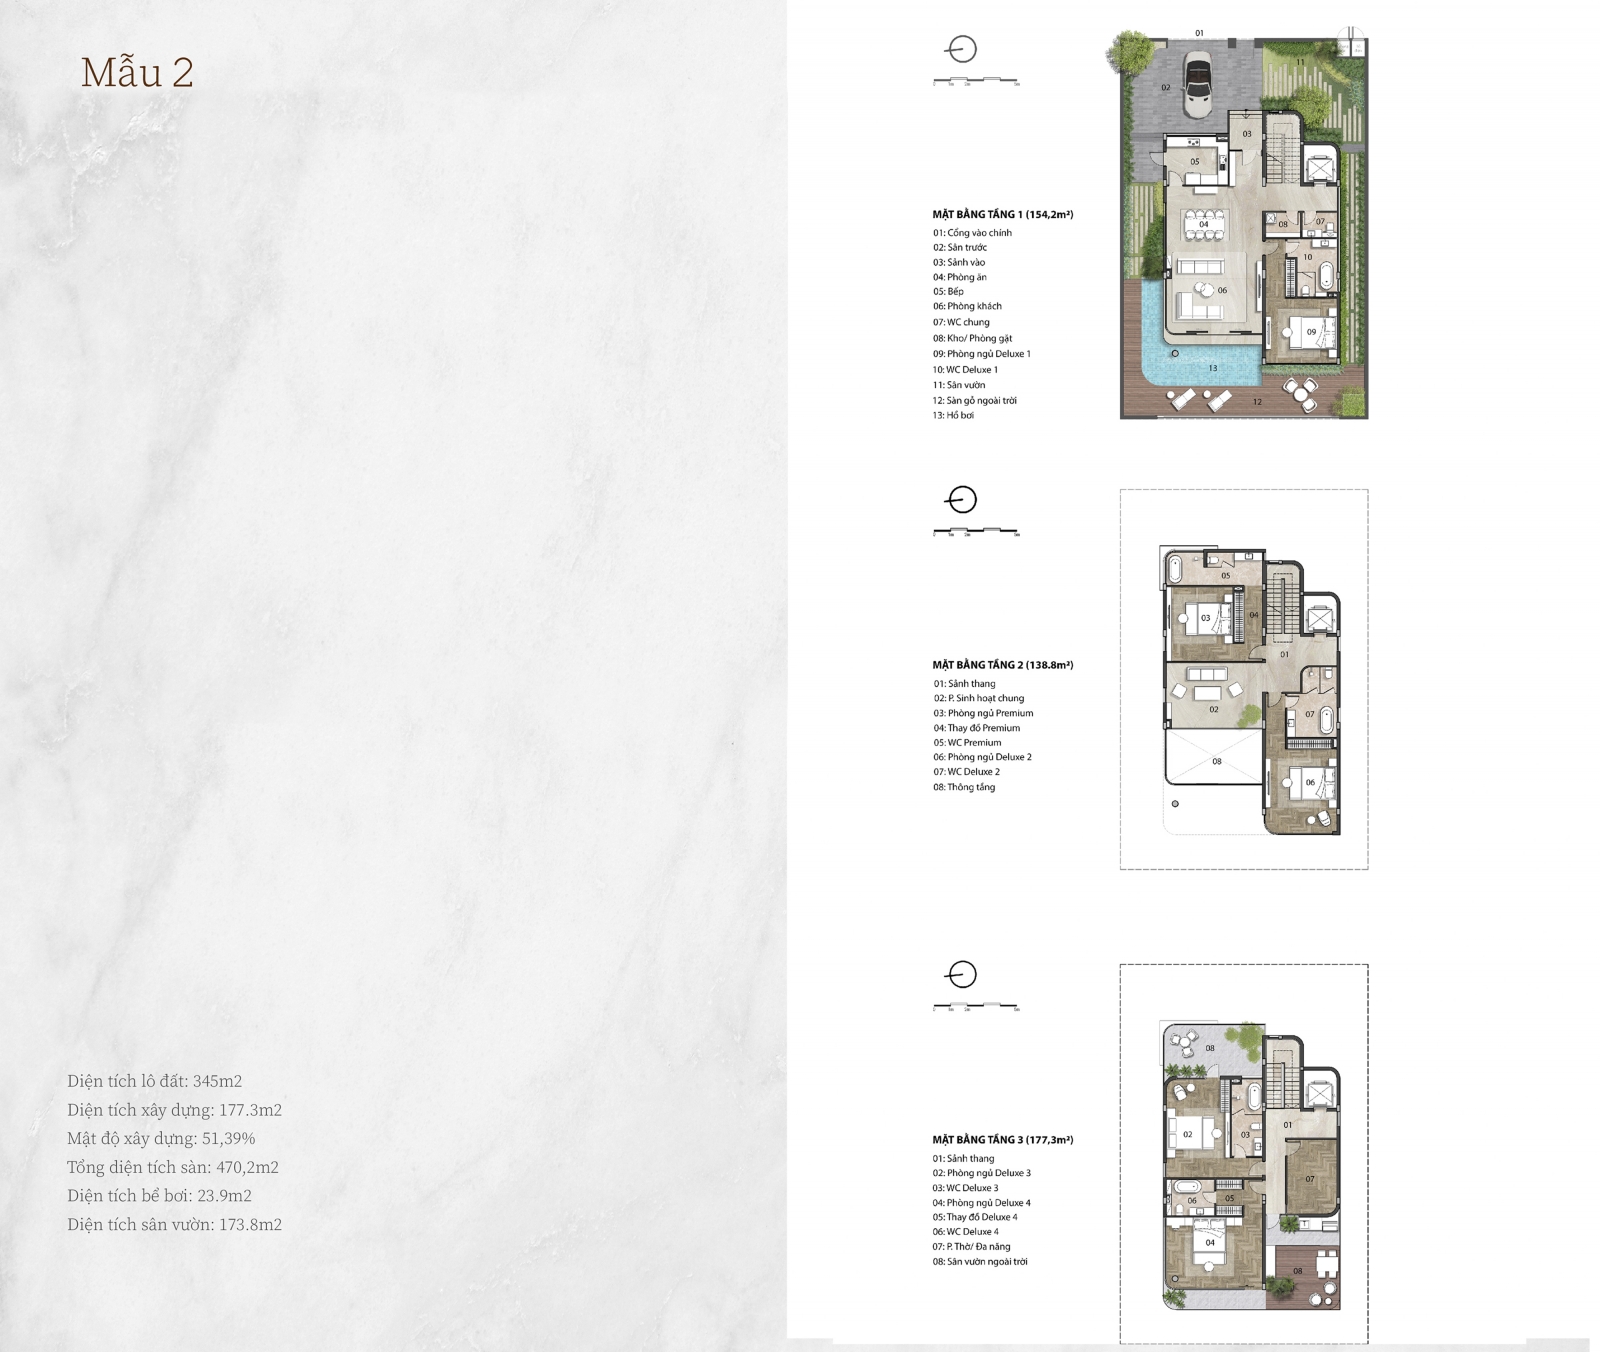 Mẫu 2
Diện tích lô đất: 345m2
Diện tích xây dựng: 177.3m2
Mật độ xây dựng: 51,39%
Tổng diện tích sàn: 470,2m2
Diện tích bể bơi: 23.9m2
Diện tích sân vườn: 173.8m2
MẶT BẰNG TẦNG 1 (154,2m²)
01: Cổng vào chính
02: Sân trước
03: Sảnh vào
04: Phòng ăn
05: Bếp
06: Phòng khách
07: WC chung
08: Kho/ Phòng giặt
09: Phòng ngủ Deluxe 1
10: WC Deluxe 1
11: Sân vườn
12: Sàn gỗ ngoài trời
13: Hồ bơi
01
02
11
03
05
04
08
07
10
06
09
13
12
MẶT BẰNG TẦNG 2 (138.8m²)
01: Sảnh thang
02: P. Sinh hoạt chung
03: Phòng ngủ Premium
04: Thay đồ Premium
05: WC Premium
06: Phòng ngủ Deluxe 2
07: WC Deluxe 2
08: Thông tầng
05
03
04
01
02
07
08
06
MẶT BẰNG TẦNG 3 (177,3m²)
01: Sảnh thang
02: Phòng ngủ Deluxe 3
03: WC Deluxe 3
04: Phòng ngủ Deluxe 4
05: Thay đồ Deluxe 4
06: WC Deluxe 4
07: P. Thờ/ Đa năng
08: Sân vườn ngoài trời
08
01
02
03
07
06
05
04
08